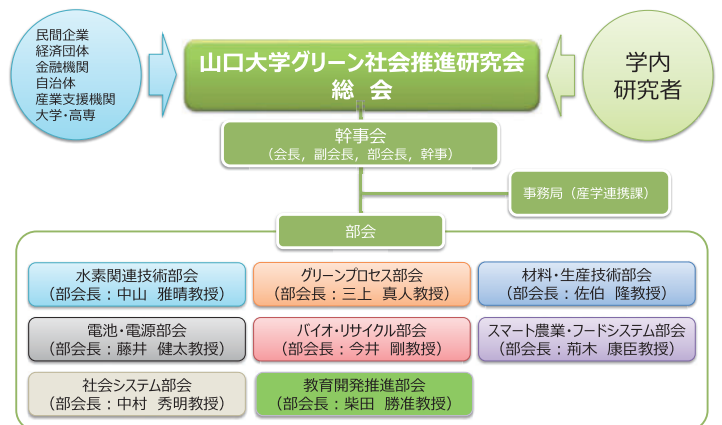 民間企業
経済団体
金融機関
自治体
産業支援機関
大学・高専
山口大学グリーン社会推進研究会
総 会
学内
研究者
幹事会
（会長，副会長，部会長，幹事）
事務局（産学連携課）
部会
水素関連技術部会
（部会長：中山 雅晴教授）
グリーンプロセス部会
（部会長：三上 真人教授）
材料・生産技術部会
（部会長：佐伯 隆教授）
電池・電源部会
（部会長：藤井 健太教授）
バイオ・リサイクル部会
（部会長：今井 剛教授）
スマート農業・フードシステム部会
（部会長：荊木 康臣教授）
社会システム部会
（部会長：中村 秀明教授）
教育開発推進部会
（部会長：柴田 勝准教授）